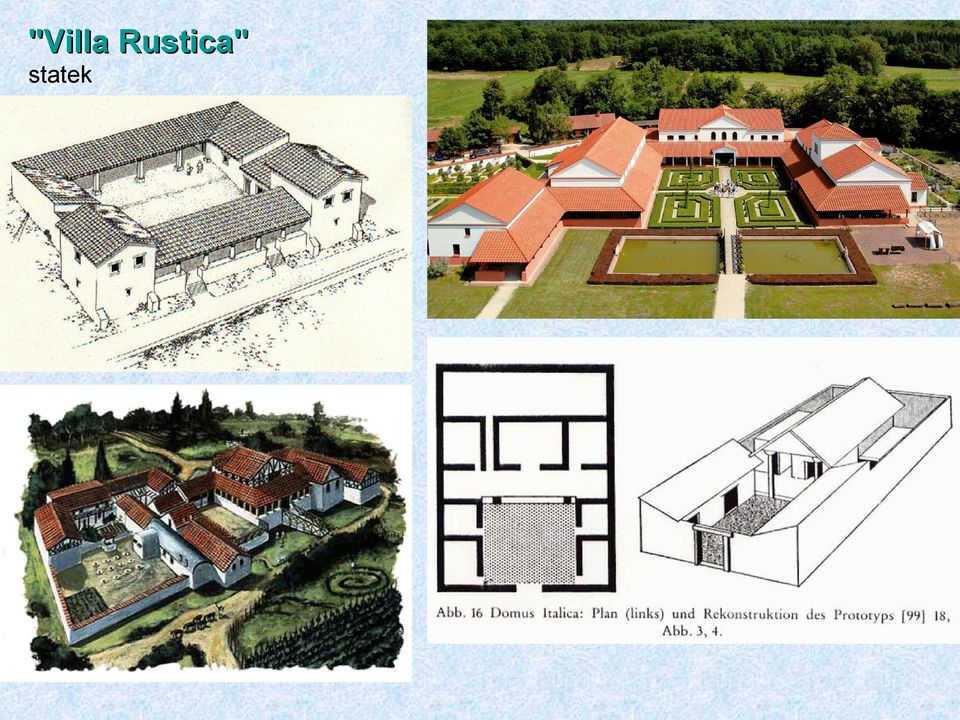 "Villa Rustica"
statek
Abb. 16 Domus Italica: Plan (links) und Rekonstruktion des Prototyps [99] 18,
Abb. 3, 4.